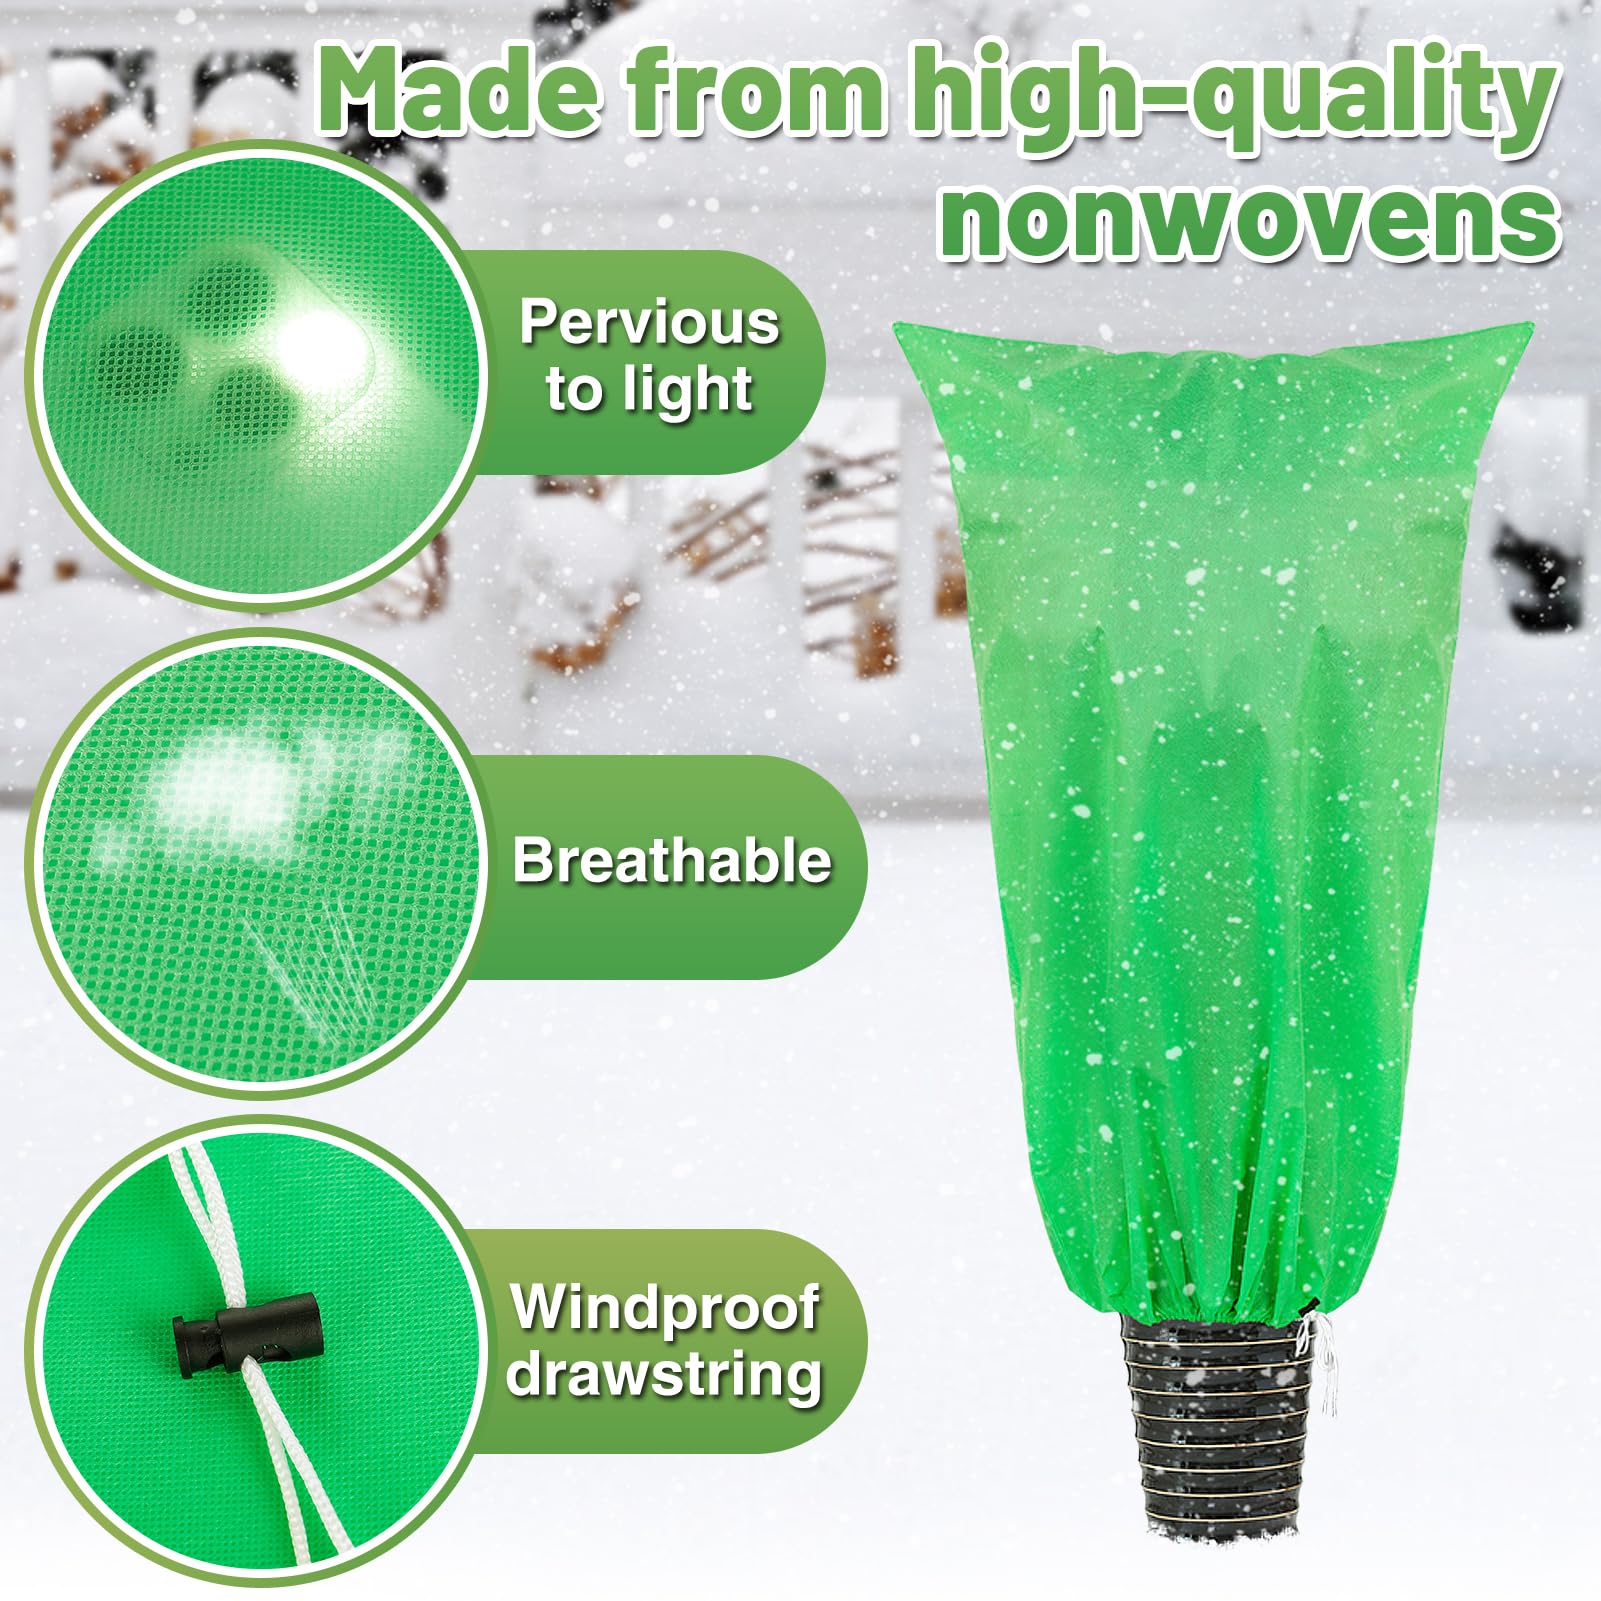 Made from high-quality
nonwovens
Pervious
to light
Breathable
Windproof
drawstring